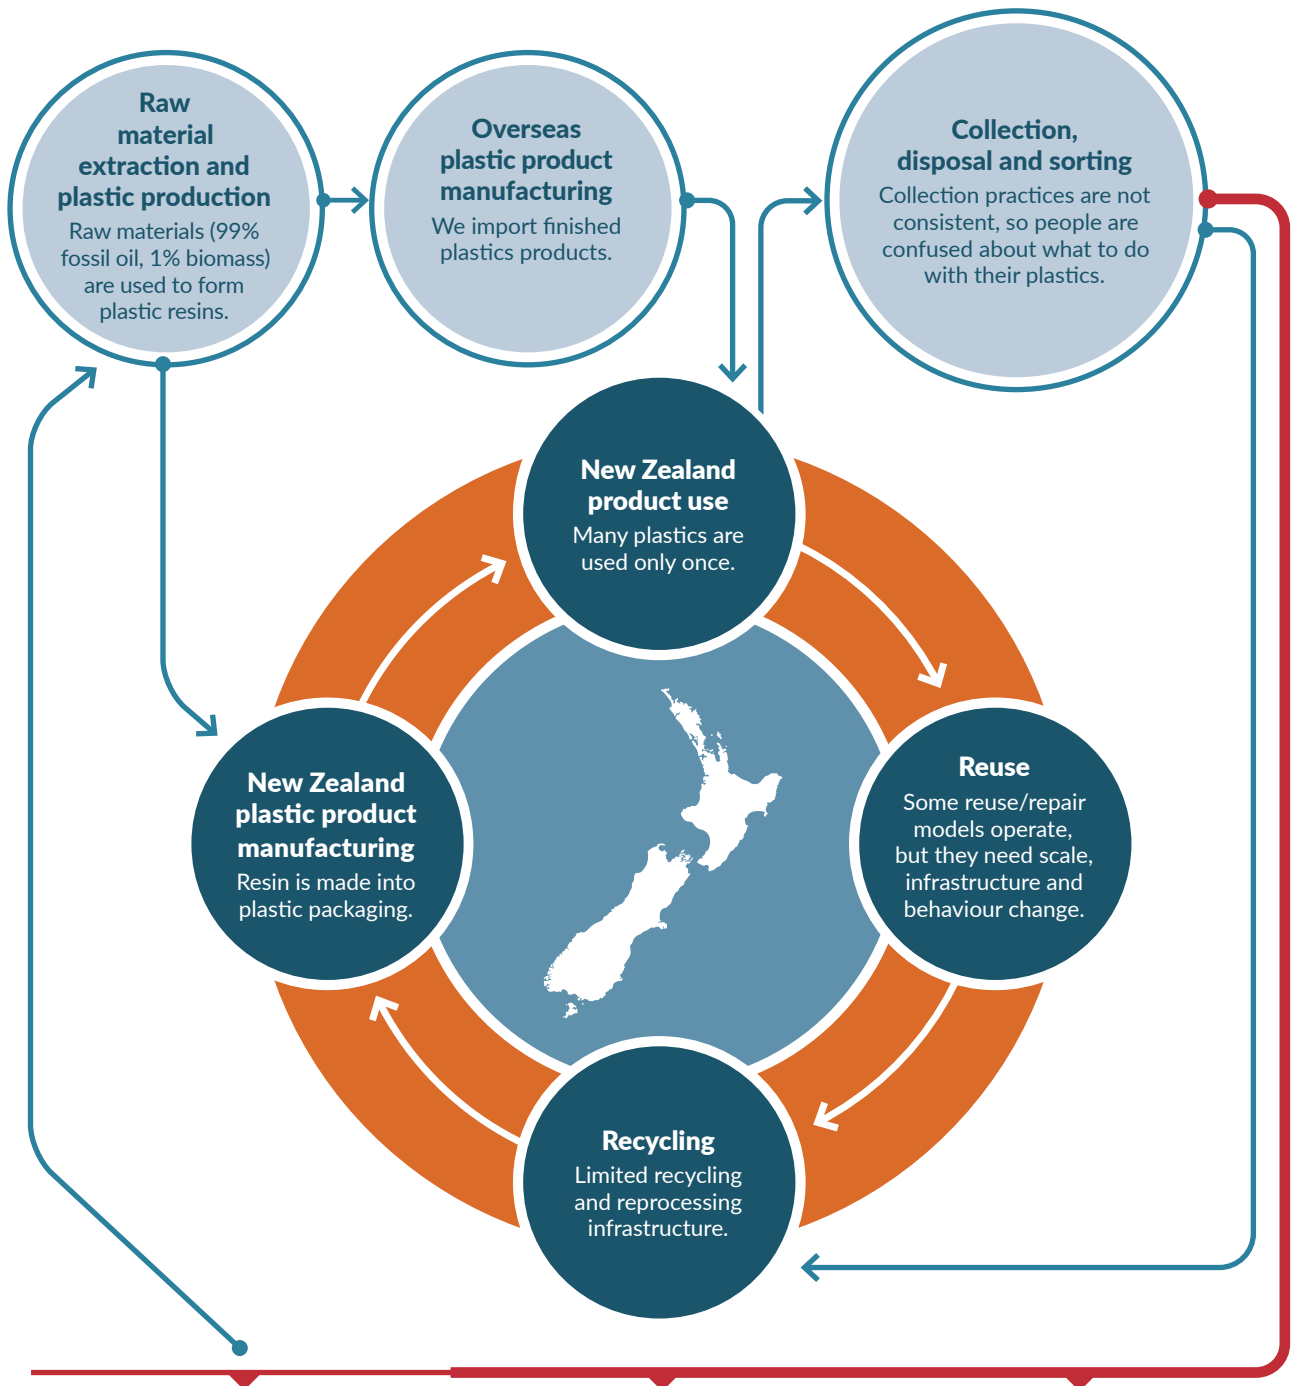 Raw
material
extraction and
plastic production
Raw materials (99%
fossil oil, 1% biomass)
are used to form
plastic resins.
Overseas
plastic product
manufacturing
We import finished
plastics products.
Collection,
disposal and sorting
Collection practices are not
consistent, so people are
confused about what to do
with their plastics.
New Zealand
product use
Many plastics are
used only once.
New Zealand
plastic product
manufacturing
Resin is made into
plastic packaging.
Reuse
Some reuse/repair
models operate,
but they need scale,
infrastructure and
behaviour change.
Recycling
Limited recycling
and reprocessing
infrastructure.